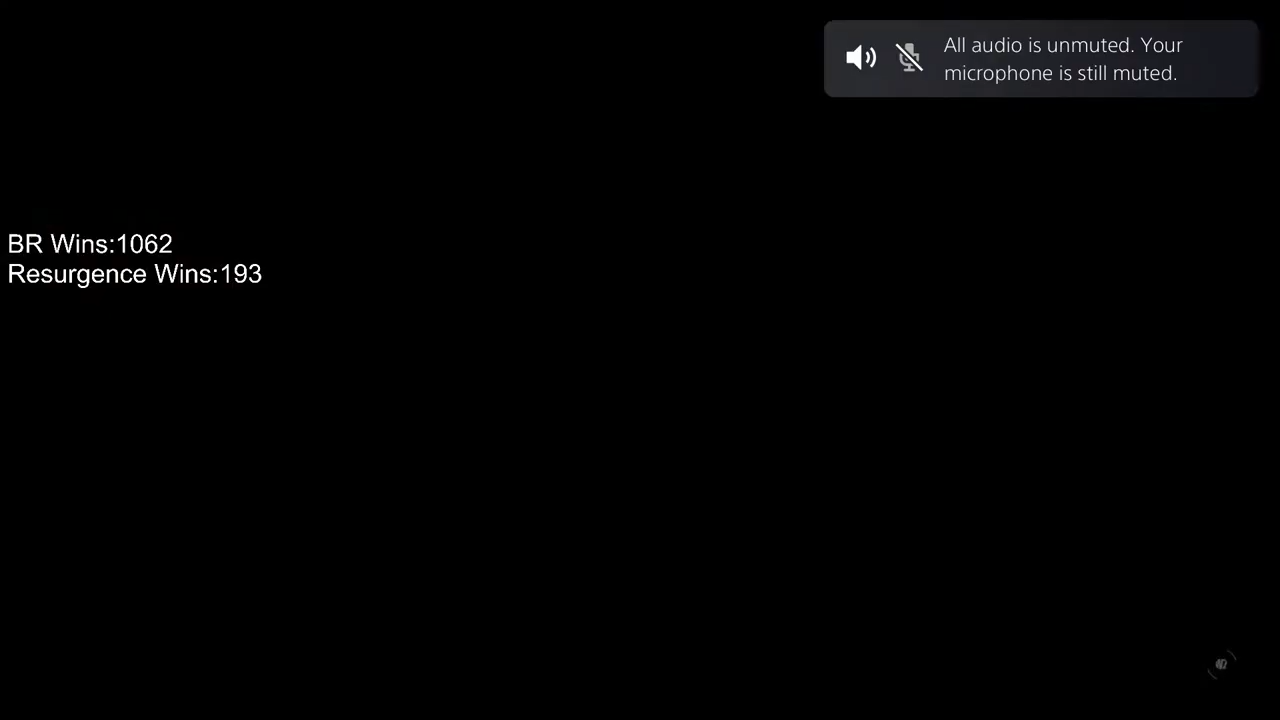 All audio is unmuted. Your
microphone is still muted.
BR Wins:1062
Resurgence Wins:193